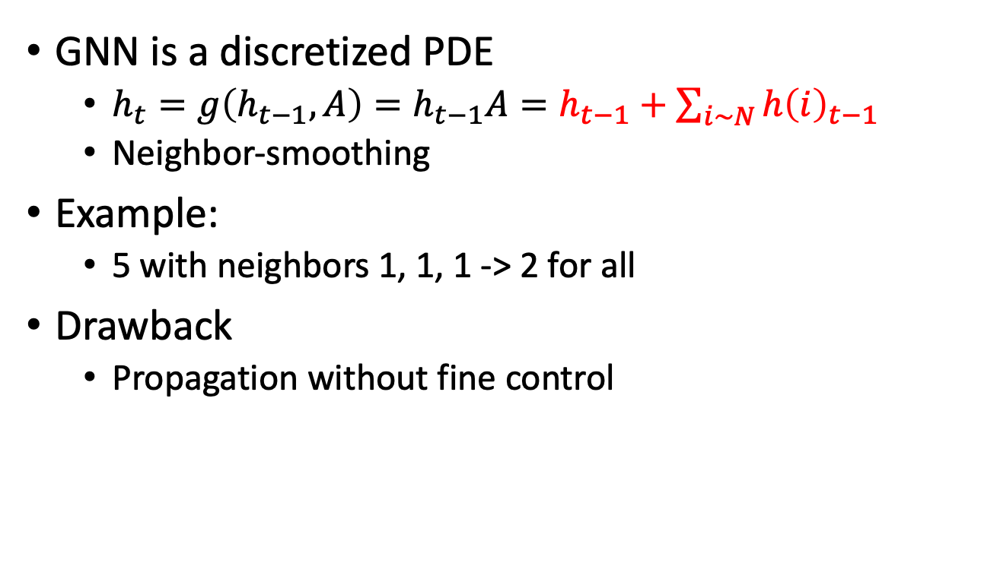 • GNN is a discretized PDE
• $h_t = g(h_{t-1}, A) = h_{t-1}A = h_{t-1} + \sum_{i \sim N} h(i)_{t-1}$
• Neighbor-smoothing
• Example:
• 5 with neighbors 1, 1, 1 -> 2 for all
• Drawback
• Propagation without fine control